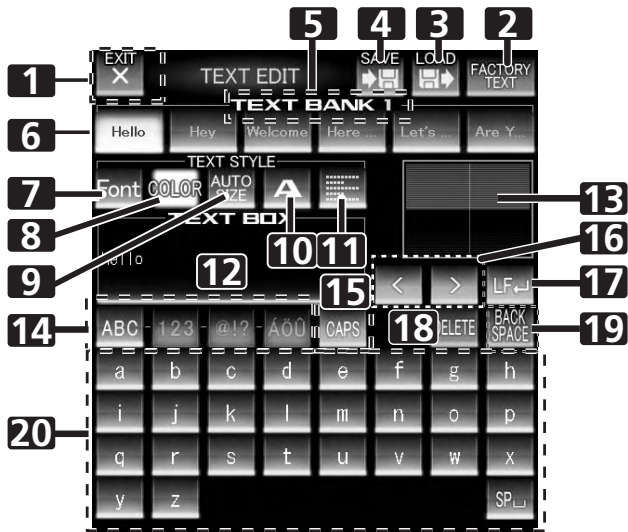 5 4 3 2
EXIT SAVE LOAD
1 × TEXT EDIT FACTORY TEXT
TEXT BANK 1
6 Hello Hey Welcome Here ... Let's ... Are Y...
TEXT STYLE
7 Font COLOR AUTO SIZE A 13
8 TEXT BOX 10 11 16
Hello
9 12 15 < > LF↵ 17
14 ABC 123 @!? ÄÖÛ CAPS 18 ELETE BACK SPACE 19
a b c d e f g h
20 i j k l m n o p
q r s t u v w x
y z SP